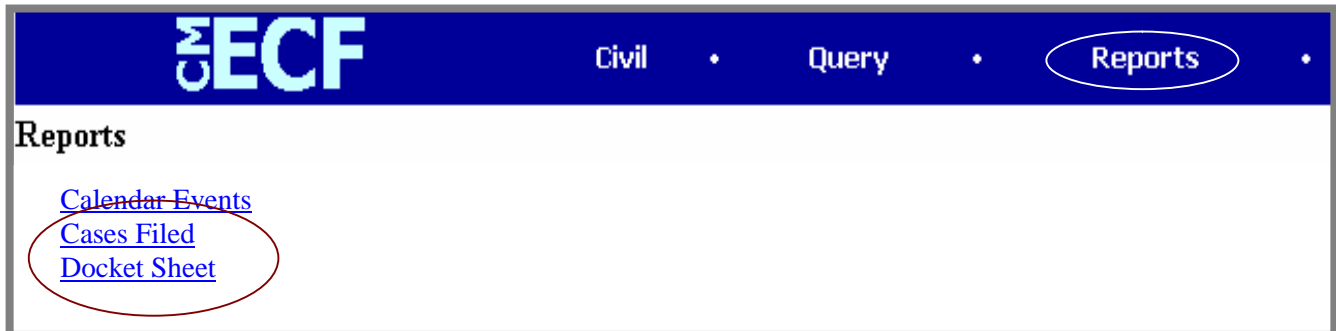 CM ECF Civil • Query • Reports •
Reports
Calendar Events
Cases Filed
Docket Sheet